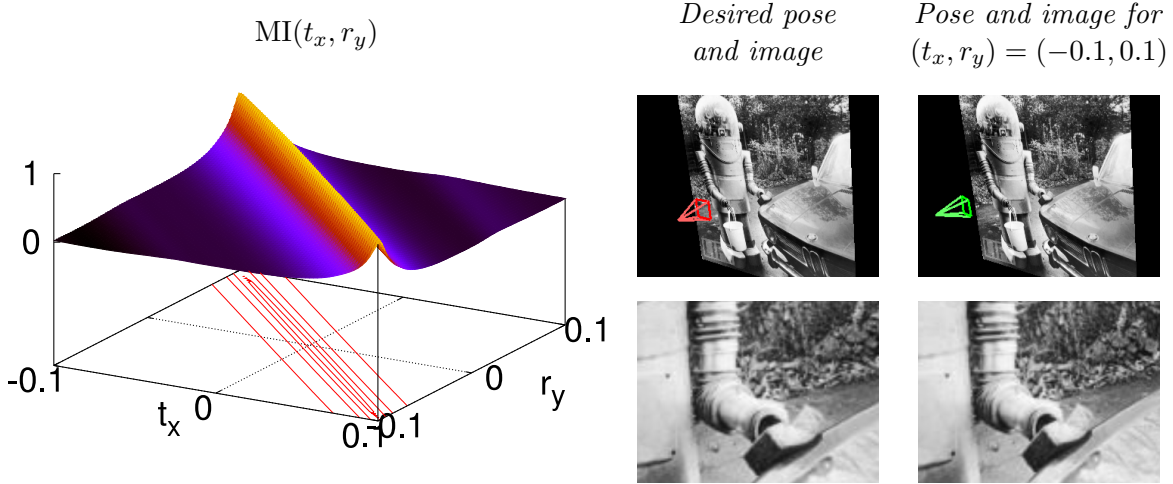 MI(t_x, r_y)
1
0
-0.1
0
0.1
-0.1
0
0.1
t_x
r_y
Desired pose
and image
Pose and image for
(t_x, r_y) = (−0.1, 0.1)